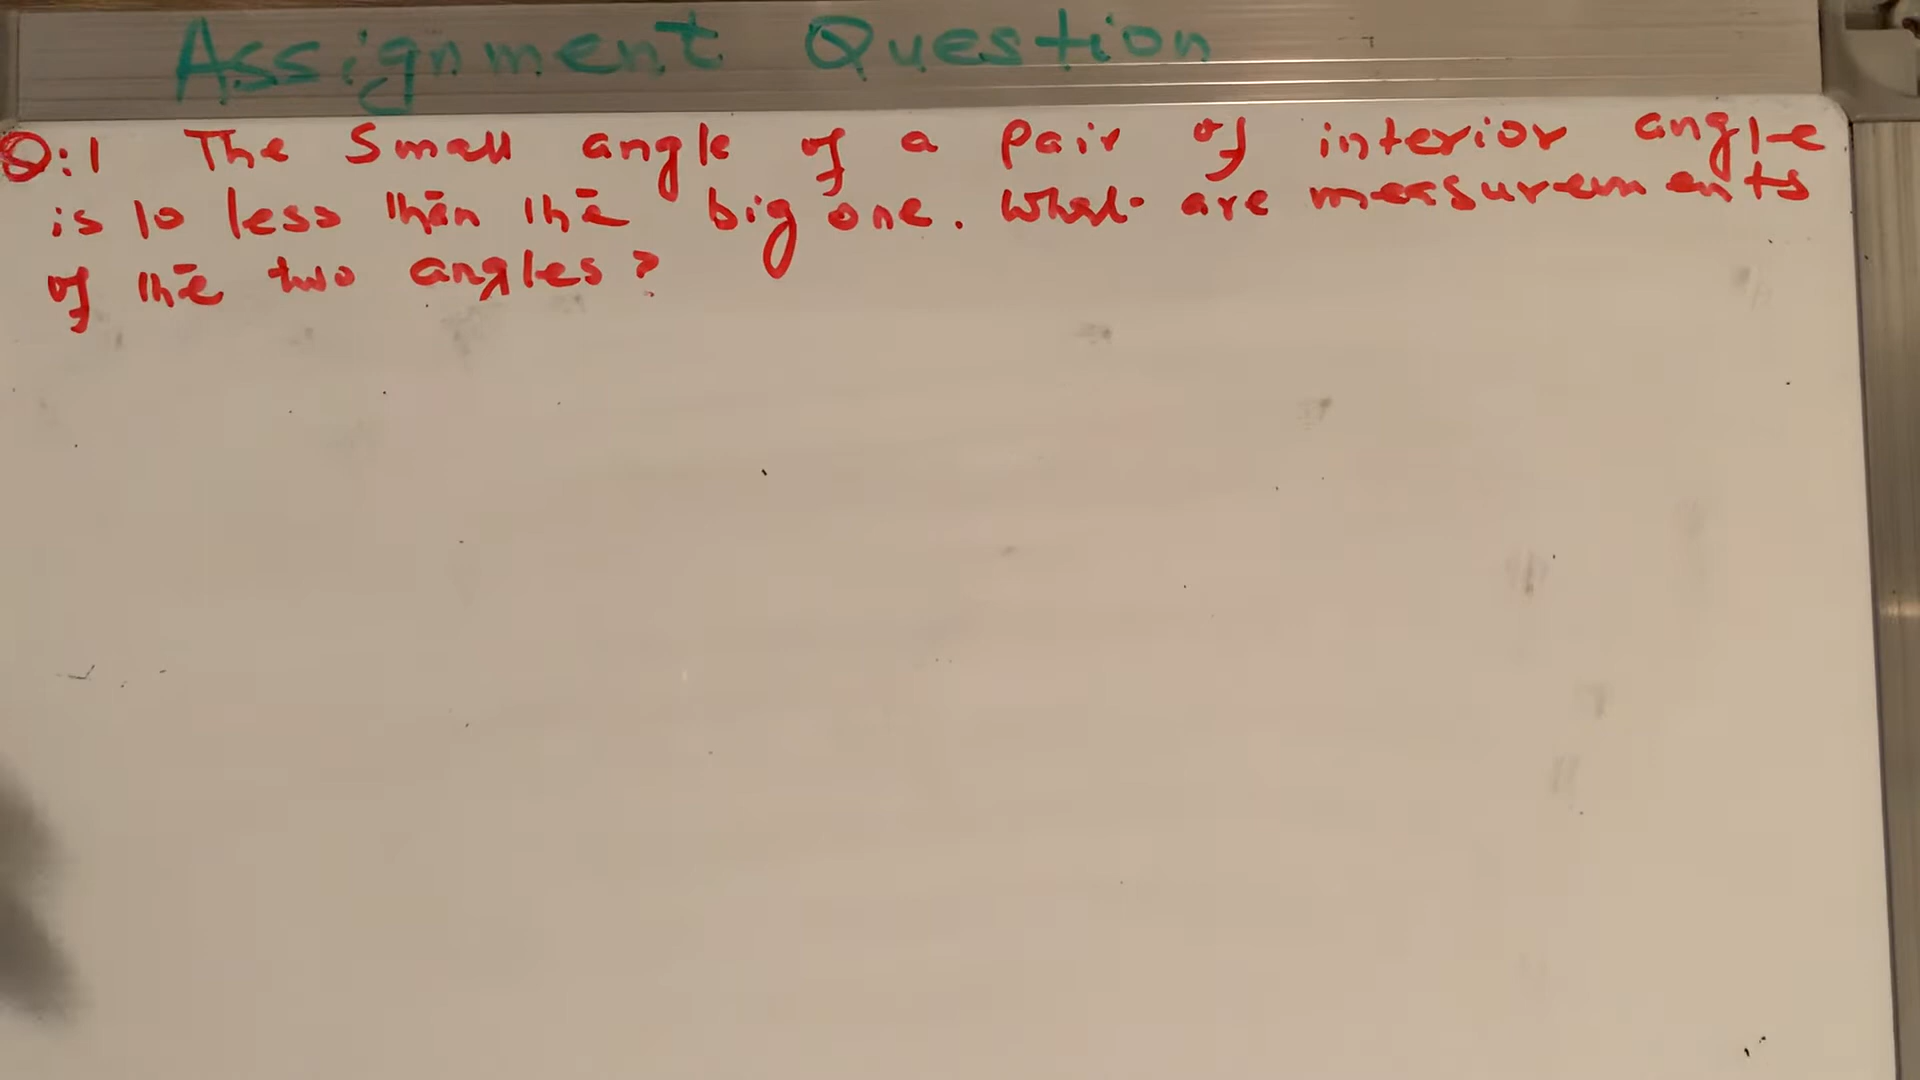 Assignment Question
Q:1 The Small angle of a pair of interior angle
is 10 less than the big one. What are measurements
of the two angles?